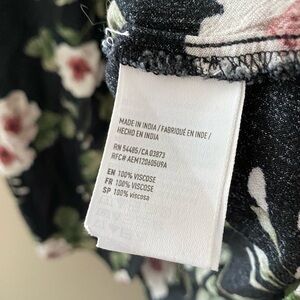 MADE IN INDIA / FABRIQUÉ EN INDE /
HECHO EN INDIA
RN 54485/CA 03873
RFC# AEM120605U9A
EN 100% VISCOSE
FR 100% VISCOSE
SP 100% viscosa